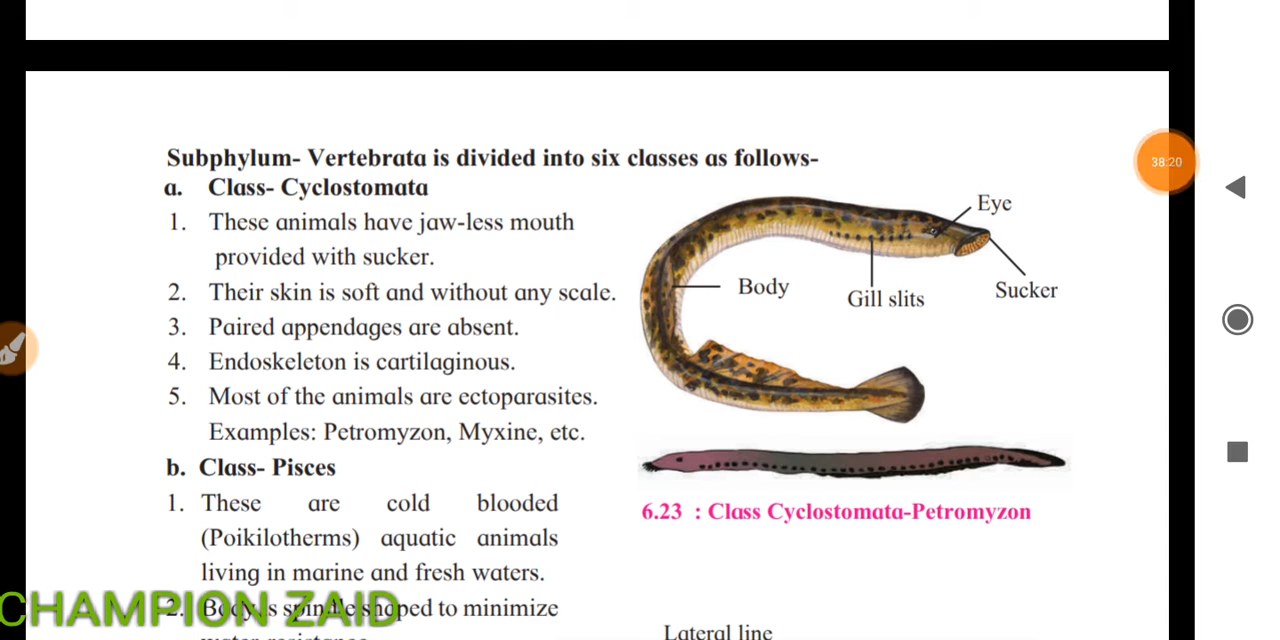 Subphylum- Vertebrata is divided into six classes as follows-
a. Class- Cyclostomata
1. These animals have jaw-less mouth
provided with sucker.
2. Their skin is soft and without any scale.
3. Paired appendages are absent.
4. Endoskeleton is cartilaginous.
5. Most of the animals are ectoparasites.
Examples: Petromyzon, Myxine, etc.
b. Class- Pisces
1. These are cold blooded
(Poikilotherms) aquatic animals
living in marine and fresh waters.
2. Body is spindle shaped to minimize
Eye
Sucker
Body
Gill slits
6.23 : Class Cyclostomata-Petromyzon
Lateral line
38:20
CHAMPION ZAID